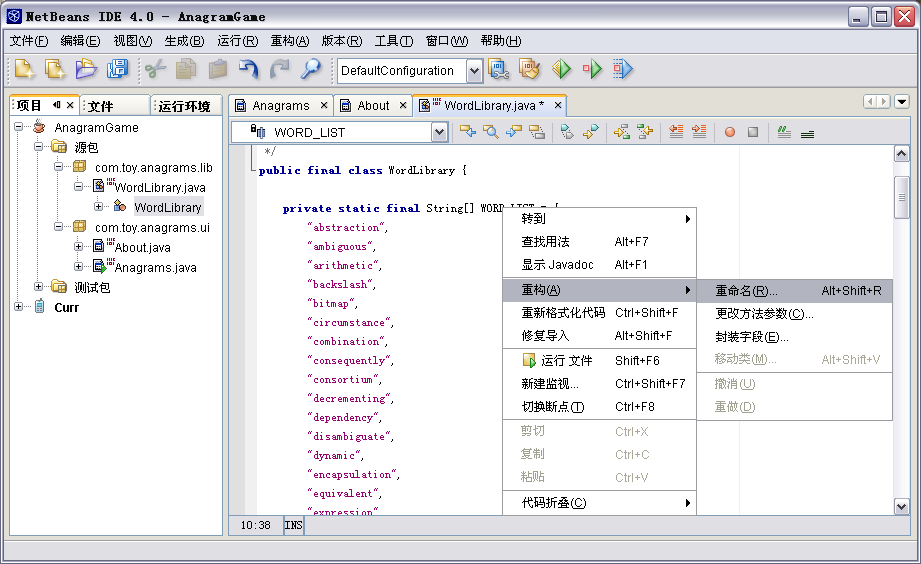 NetBeans IDE 4.0 - AnagramGame
文件(F) 编辑(E) 视图(V) 生成(B) 运行(R) 重构(A) 版本(R) 工具(T) 窗口(W) 帮助(H)
DefaultConfiguration
项目 文件 运行环境
Anagrams About WordLibrary.java *
AnagramGame
源包
com.toy.anagrams.lib
WordLibrary.java
WordLibrary
com.toy.anagrams.ui
About.java
Anagrams.java
测试包
Curr
WORD_LIST
*/
public final class WordLibrary {
private static final String[] WORD_LIST = {
"abstraction",
"ambiguous",
"arithmetic",
"backslash",
"bitmap",
"circumstance",
"combination",
"consequently",
"consortium",
"decrementing",
"dependency",
"disambiguate",
"dynamic",
"encapsulation",
"equivalent",
"expression"
转到
查找用法 Alt+F7
显示 Javadoc Alt+F1
重构(A)
重新格式化代码 Ctrl+Shift+F
修复导入 Alt+Shift+F
运行 文件 Shift+F6
新建监视... Ctrl+Shift+F7
切换断点(T) Ctrl+F8
剪切 Ctrl+X
复制 Ctrl+C
粘贴 Ctrl+V
代码折叠(C)
重命名(R)... Alt+Shift+R
更改方法参数(C)...
封装字段(E)...
移动类(M)... Alt+Shift+V
撤消(U)
重做(D)
10:38 INS